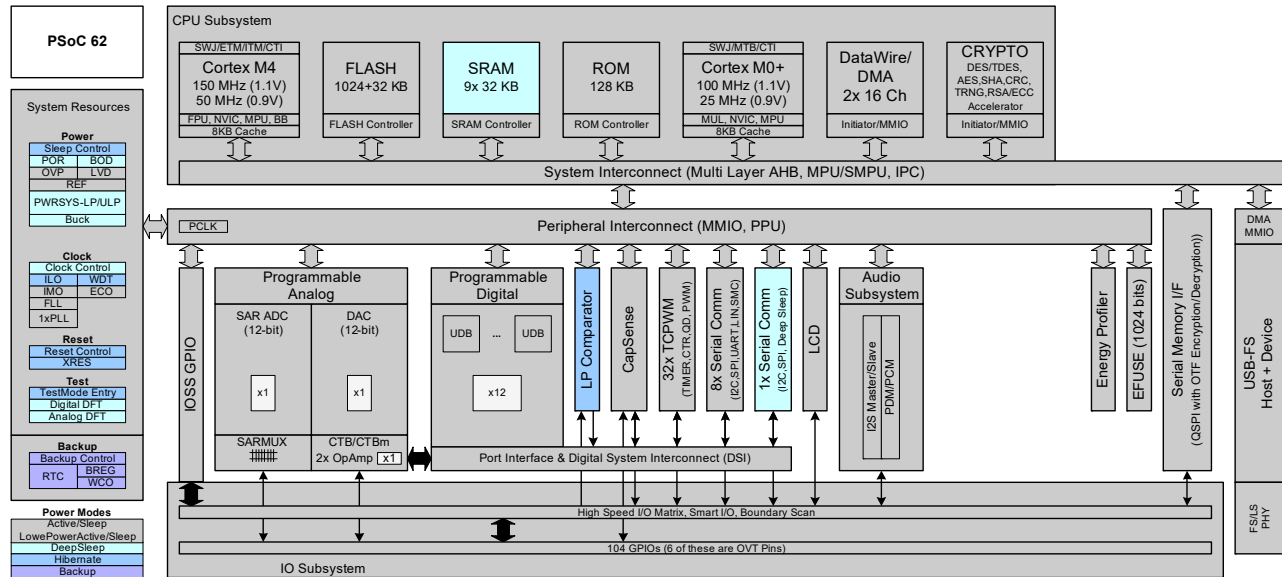 PSoC 62
System Resources
Power
Sleep Control
POR
BOD
OVP
LVD
REF
PWRSYS-LP/ULP
Buck
Clock
Clock Control
ILO
WDT
IMO
ECO
FLL
1xPLL
Reset
Reset Control
XRES
Test
TestMode Entry
Digital DFT
Analog DFT
Backup
Backup Control
RTC
BREG
WCO
Power Modes
Active/Sleep
LowePowerActive/Sleep
DeepSleep
Hibernate
Backup
CPU Subsystem
SWJ/ETM/ITM/CTI
Cortex M4
150 MHz (1.1V)
50 MHz (0.9V)
FPU, NVIC, MPU, BB
8KB Cache
FLASH
1024+32 KB
FLASH Controller
SRAM
9x 32 KB
SRAM Controller
ROM
128 KB
ROM Controller
SWJ/MTB/CTI
Cortex M0+
100 MHz (1.1V)
25 MHz (0.9V)
MUL, NVIC, MPU
8KB Cache
DataWire/
DMA
2x 16 Ch
Initiator/MMIO
CRYPTO
DES/TDES,
AES,SHA,CRC,
TRNG,RSA/ECC
Accelerator
Initiator/MMIO
System Interconnect (Multi Layer AHB, MPU/SMPU, IPC)
PCLK
Peripheral Interconnect (MMIO, PPU)
IOSS GPIO
Programmable
Analog
SAR ADC
(12-bit)
x1
SARMUX
DAC
(12-bit)
x1
CTB/CTBm
2x OpAmp
x1
Programmable
Digital
UDB
...
UDB
x12
Port Interface & Digital System Interconnect (DSI)
LP Comparator
CapSense
32x TCPWM
(TIMER,CTR,QD, PWM)
8x Serial Comm
(I2C,SPI,UART,LIN,SMC)
1x Serial Comm
(I2C,SPI, Deep Sleep)
LCD
Audio
Subsystem
I2S Master/Slave
PDM/PCM
Energy Profiler
EFUSE (1024 bits)
Serial Memory I/F
(QSPI with OTF Encryption/Decryption)
DMA
MMIO
USB-FS
Host + Device
FS/LS
PHY
High Speed I/O Matrix, Smart I/O, Boundary Scan
104 GPIOs (6 of these are OVT Pins)
IO Subsystem